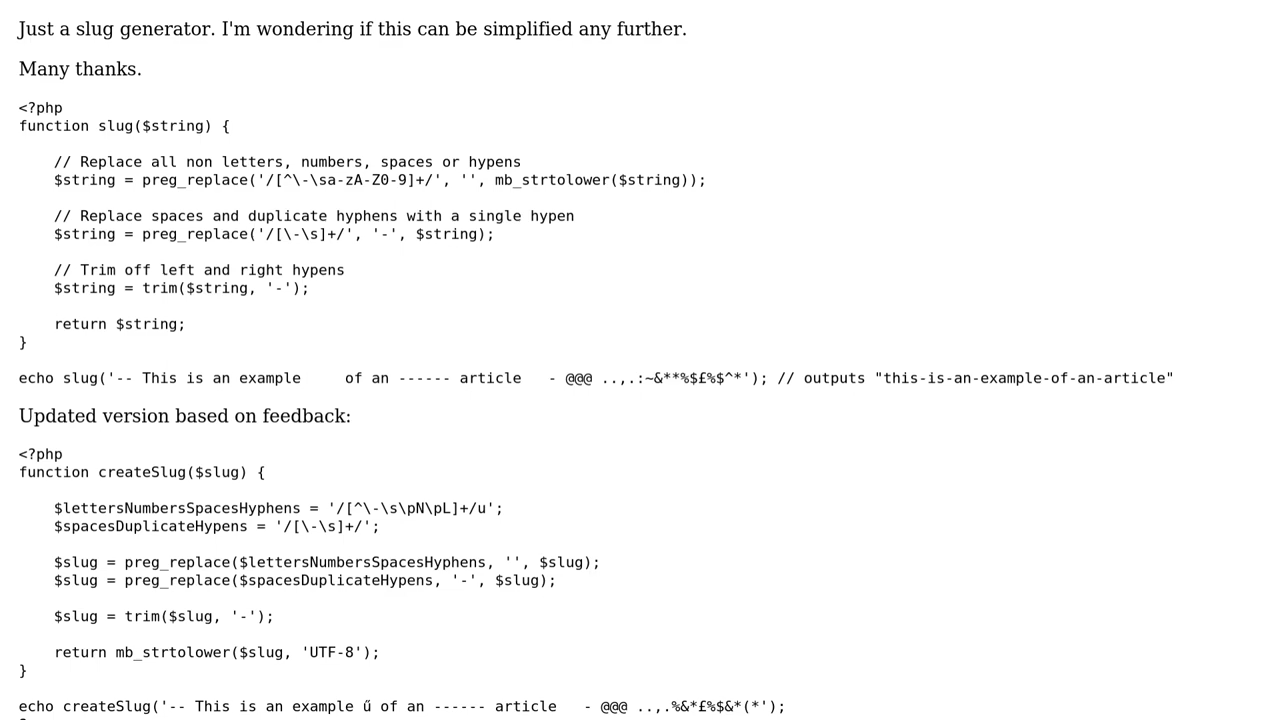 Just a slug generator. I'm wondering if this can be simplified any further.
Many thanks.
<?php
function slug($string) {
    // Replace all non letters, numbers, spaces or hypens
    $string = preg_replace('/[^\-\sa-zA-Z0-9]+/', '', mb_strtolower($string));
    // Replace spaces and duplicate hyphens with a single hypen
    $string = preg_replace('/[\-\s]+/', '-', $string);
    // Trim off left and right hypens
    $string = trim($string, '-');
    return $string;
}
echo slug('-- This is an example     of an ------ article   - @@@ ..,.:~&**%$£%$^*'); // outputs "this-is-an-example-of-an-article"
Updated version based on feedback:
<?php
function createSlug($slug) {
    $lettersNumbersSpacesHyphens = '/[^\-\s\pN\pL]+/u';
    $spacesDuplicateHypens = '/[\-\s]+/';
    $slug = preg_replace($lettersNumbersSpacesHyphens, '', $slug);
    $slug = preg_replace($spacesDuplicateHypens, '-', $slug);
    $slug = trim($slug, '-');
    return mb_strtolower($slug, 'UTF-8');
}
echo createSlug('-- This is an example ű of an ------ article   - @@@ ..,.%&*£%$&*(*');